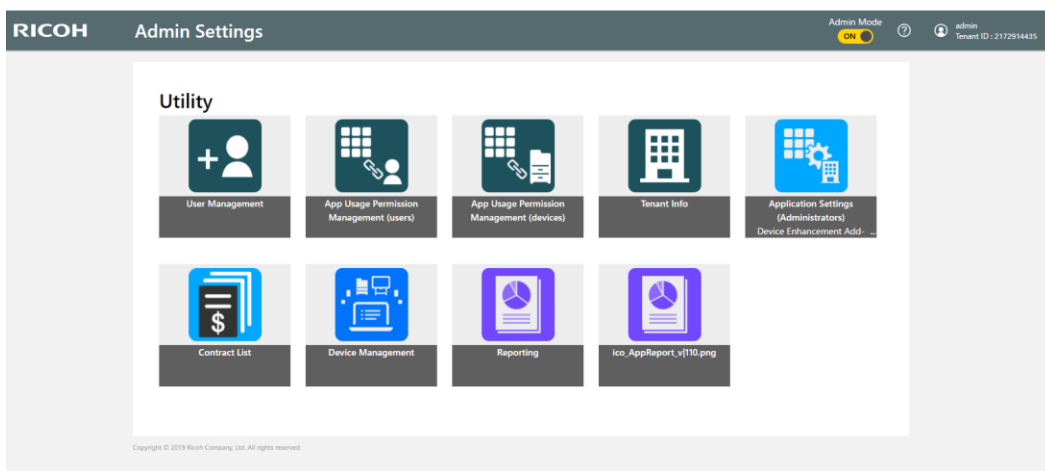 RICOH
Admin Settings
Admin Mode
ON
admin
Tenant ID : 2172914435
Utility
User Management
App Usage Permission
Management (users)
App Usage Permission
Management (devices)
Tenant Info
Application Settings
(Administrators)
Device Enhancement Add- ...
$
Contract List
Device Management
Reporting
ico_AppReport_v|110.png
Copyright © 2019 Ricoh Company, Ltd. All rights reserved.